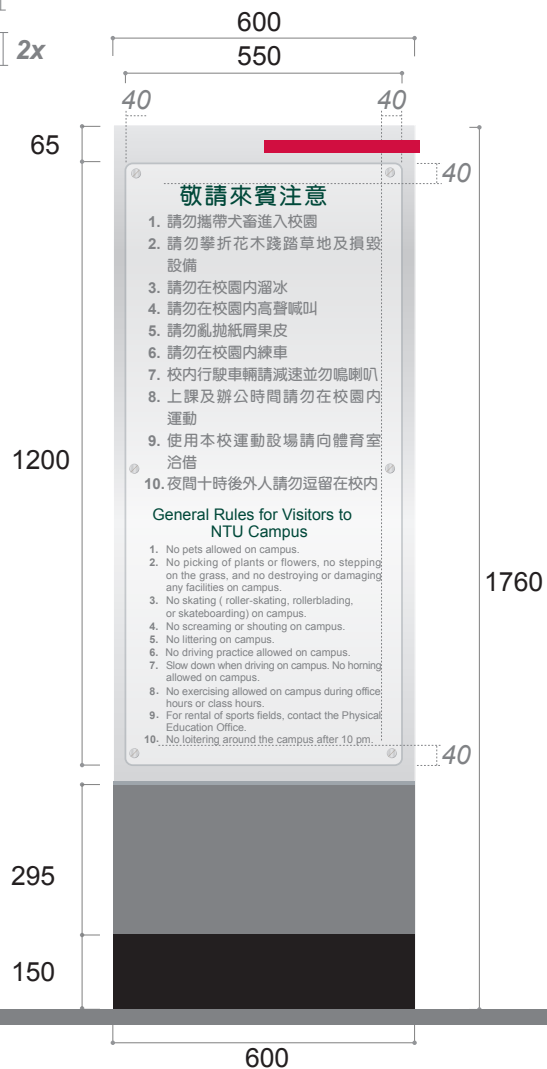 600
2x
550
40
40
65
40
敬請來賓注意
1. 請勿攜帶犬畜進入校園
2. 請勿攀折花木踐踏草地及損毀
設備
3. 請勿在校園內溜冰
4. 請勿在校園內高聲喊叫
5. 請勿亂拋紙屑果皮
6. 請勿在校園內練車
7. 校內行駛車輛請減速並勿鳴喇叭
8. 上課及辦公時間請勿在校園內
運動
9. 使用本校運動設場請向體育室
洽借
10. 夜間十時後外人請勿逗留在校內
1200
General Rules for Visitors to
NTU Campus
1. No pets allowed on campus.
2. No picking of plants or flowers, no stepping
on the grass, and no destroying or damaging
any facilities on campus.
3. No skating ( roller-skating, rollerblading,
or skateboarding) on campus.
4. No screaming or shouting on campus.
5. No littering on campus.
6. No driving practice allowed on campus.
7. Slow down when driving on campus. No horning
allowed on campus.
8. No exercising allowed on campus during office
hours or class hours.
9. For rental of sports fields, contact the Physical
Education Office.
10. No loitering around the campus after 10 pm.
1760
40
295
150
600